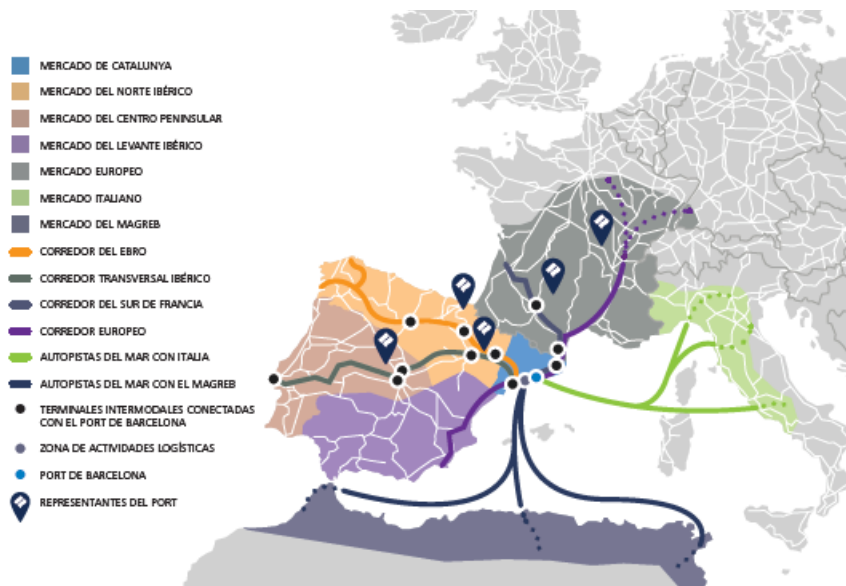 MERCADO DE CATALUNYA
MERCADO DEL NORTE IBÉRICO
MERCADO DEL CENTRO PENINSULAR
MERCADO DEL LEVANTE IBÉRICO
MERCADO EUROPEO
MERCADO ITALIANO
MERCADO DEL MAGREB
CORREDOR DEL EBRO
CORREDOR TRANSVERSAL IBÉRICO
CORREDOR DEL SUR DE FRANCIA
CORREDOR EUROPEO
AUTOPISTAS DEL MAR CON ITALIA
AUTOPISTAS DEL MAR CON EL MAGREB
TERMINALES INTERMODALES CONECTADAS
CON EL PORT DE BARCELONA
ZONA DE ACTIVIDADES LOGÍSTICAS
PORT DE BARCELONA
REPRESENTANTES DEL PORT